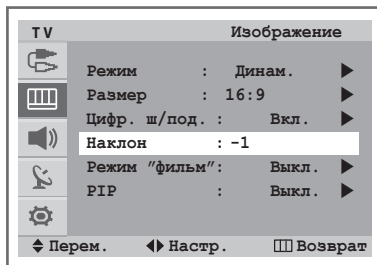 TV Изображение
Режим : Динам.
Размер : 16:9
Цифр. ш/под. : Вкл.
Наклон : -1
Режим "фильм": Выкл.
PIP : Выкл.
Перем. Настр. Возврат